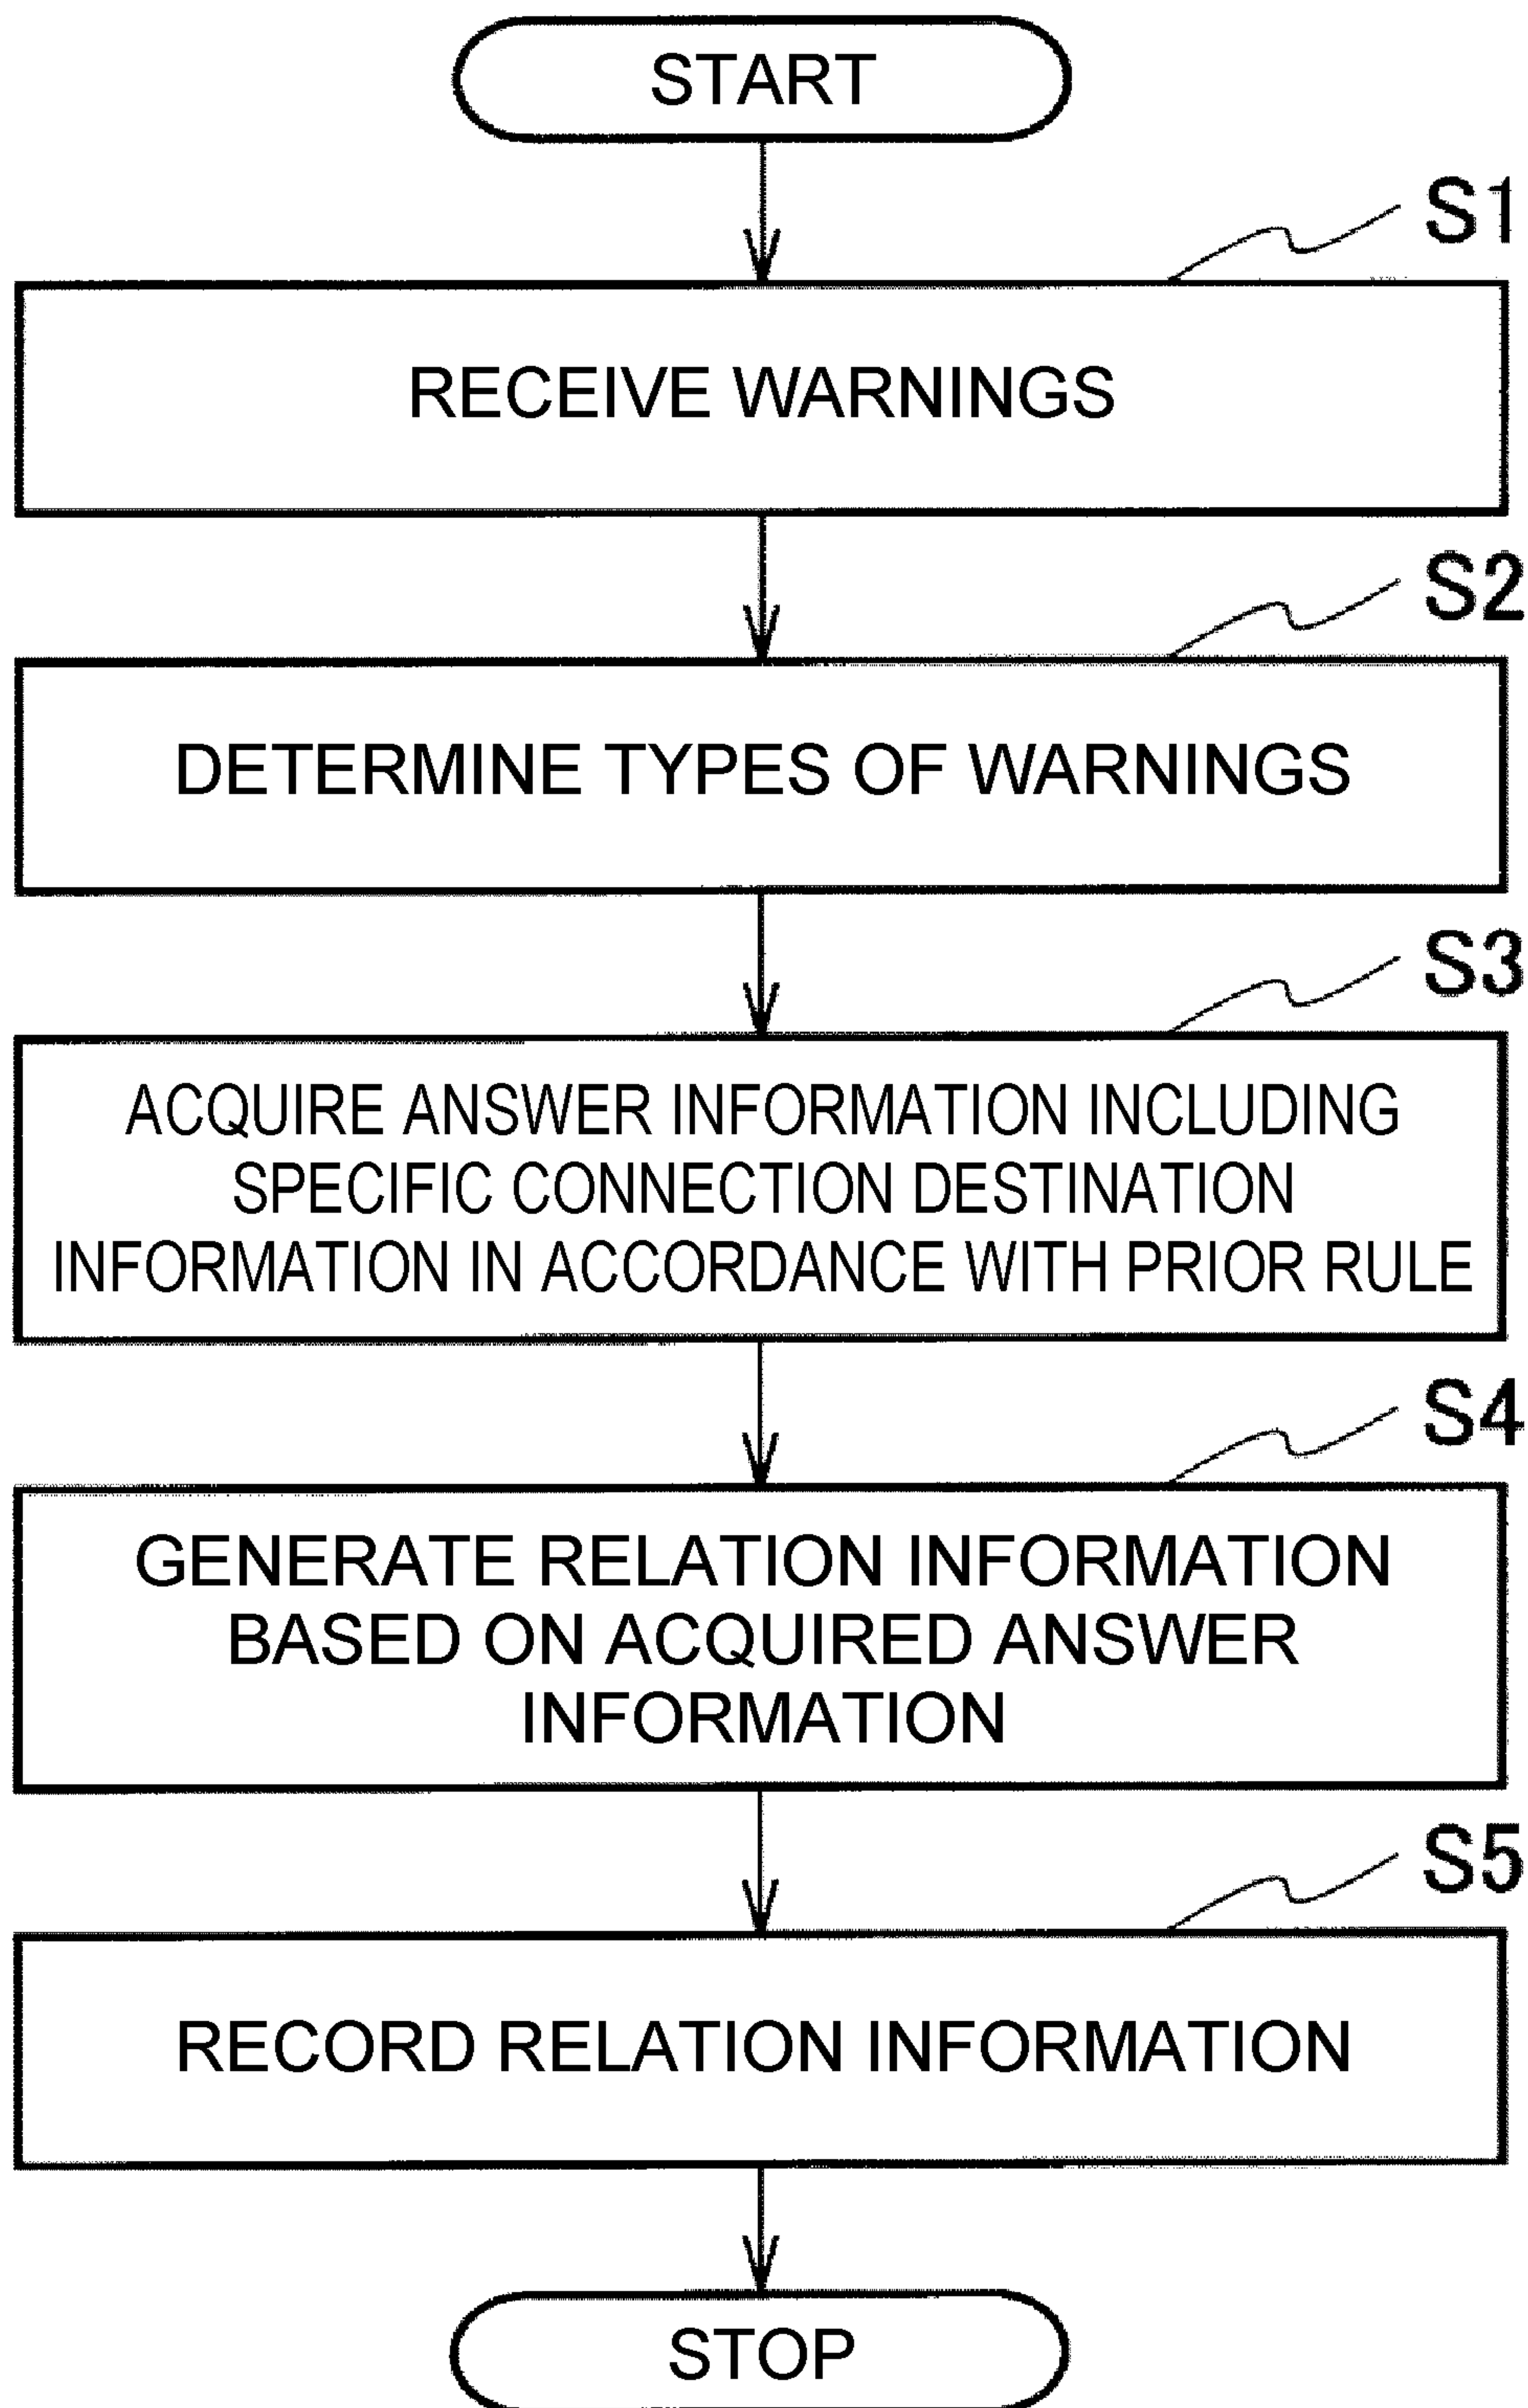 START
S1
RECEIVE WARNINGS
S2
DETERMINE TYPES OF WARNINGS
S3
ACQUIRE ANSWER INFORMATION INCLUDING
SPECIFIC CONNECTION DESTINATION
INFORMATION IN ACCORDANCE WITH PRIOR RULE
S4
GENERATE RELATION INFORMATION
BASED ON ACQUIRED ANSWER
INFORMATION
S5
RECORD RELATION INFORMATION
STOP